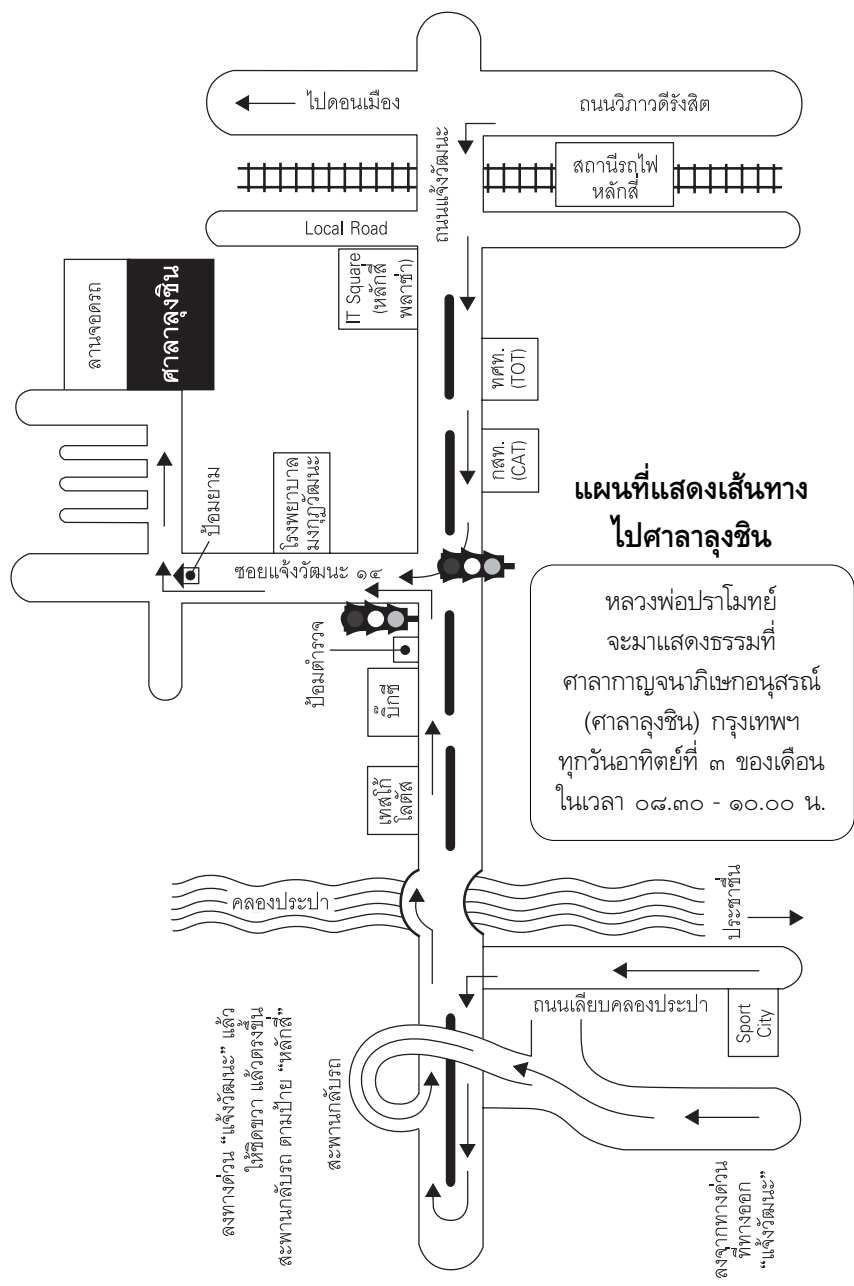 ไปดอนเมือง
ถนนวิภาวดีรังสิต
ถนนแจ้งวัฒนะ
สถานีรถไฟ
หลักสี่
Local Road
IT Square
(หลักสี่
พลาซ่า)
ลานจอดรถ
ศาลาลุงชิน
ทศท.
(TOT)
กสท.
(CAT)
ป้อมยาม
โรงพยาบาล
มงกุฎวัฒนะ
ซอยแจ้งวัฒนะ ๑๔
แผนที่แสดงเส้นทาง
ไปศาลาลุงชิน
หลวงพ่อปราโมทย์
จะมาแสดงธรรมที่
ศาลากาญจนาภิเษกอนุสรณ์
(ศาลาลุงชิน) กรุงเทพฯ
ทุกวันอาทิตย์ที่ ๓ ของเดือน
ในเวลา ๐๘.๓๐ - ๑๐.๐๐ น.
ป้อมตำรวจ
บิ๊กซี
เทสโก้
โลตัส
คลองประปา
ประชาชื่น
ถนนเลียบคลองประปา
Sport
City
สะพานกลับรถ
ลงทางด่วน “แจ้งวัฒนะ” แล้ว
ให้ชิดขวา แล้วตรงขึ้น
สะพานกลับรถ ตามป้าย “หลักสี่”
ลงจากทางด่วน
ที่ทางออก
“แจ้งวัฒนะ”